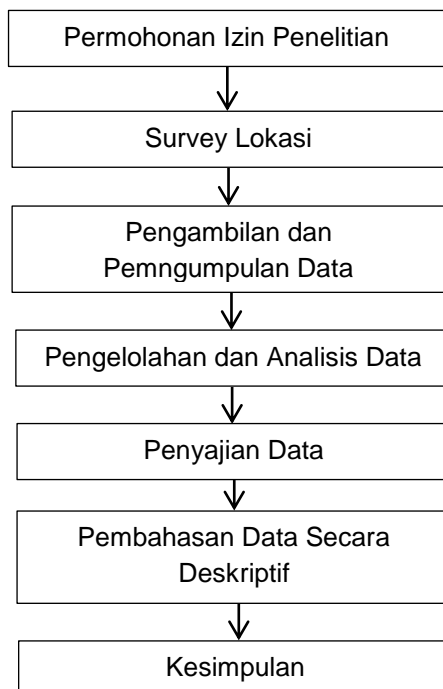 Permohonan Izin Penelitian
Survey Lokasi
Pengambilan dan
Pemngumpulan Data
Pengelolahan dan Analisis Data
Penyajian Data
Pembahasan Data Secara
Deskriptif
Kesimpulan